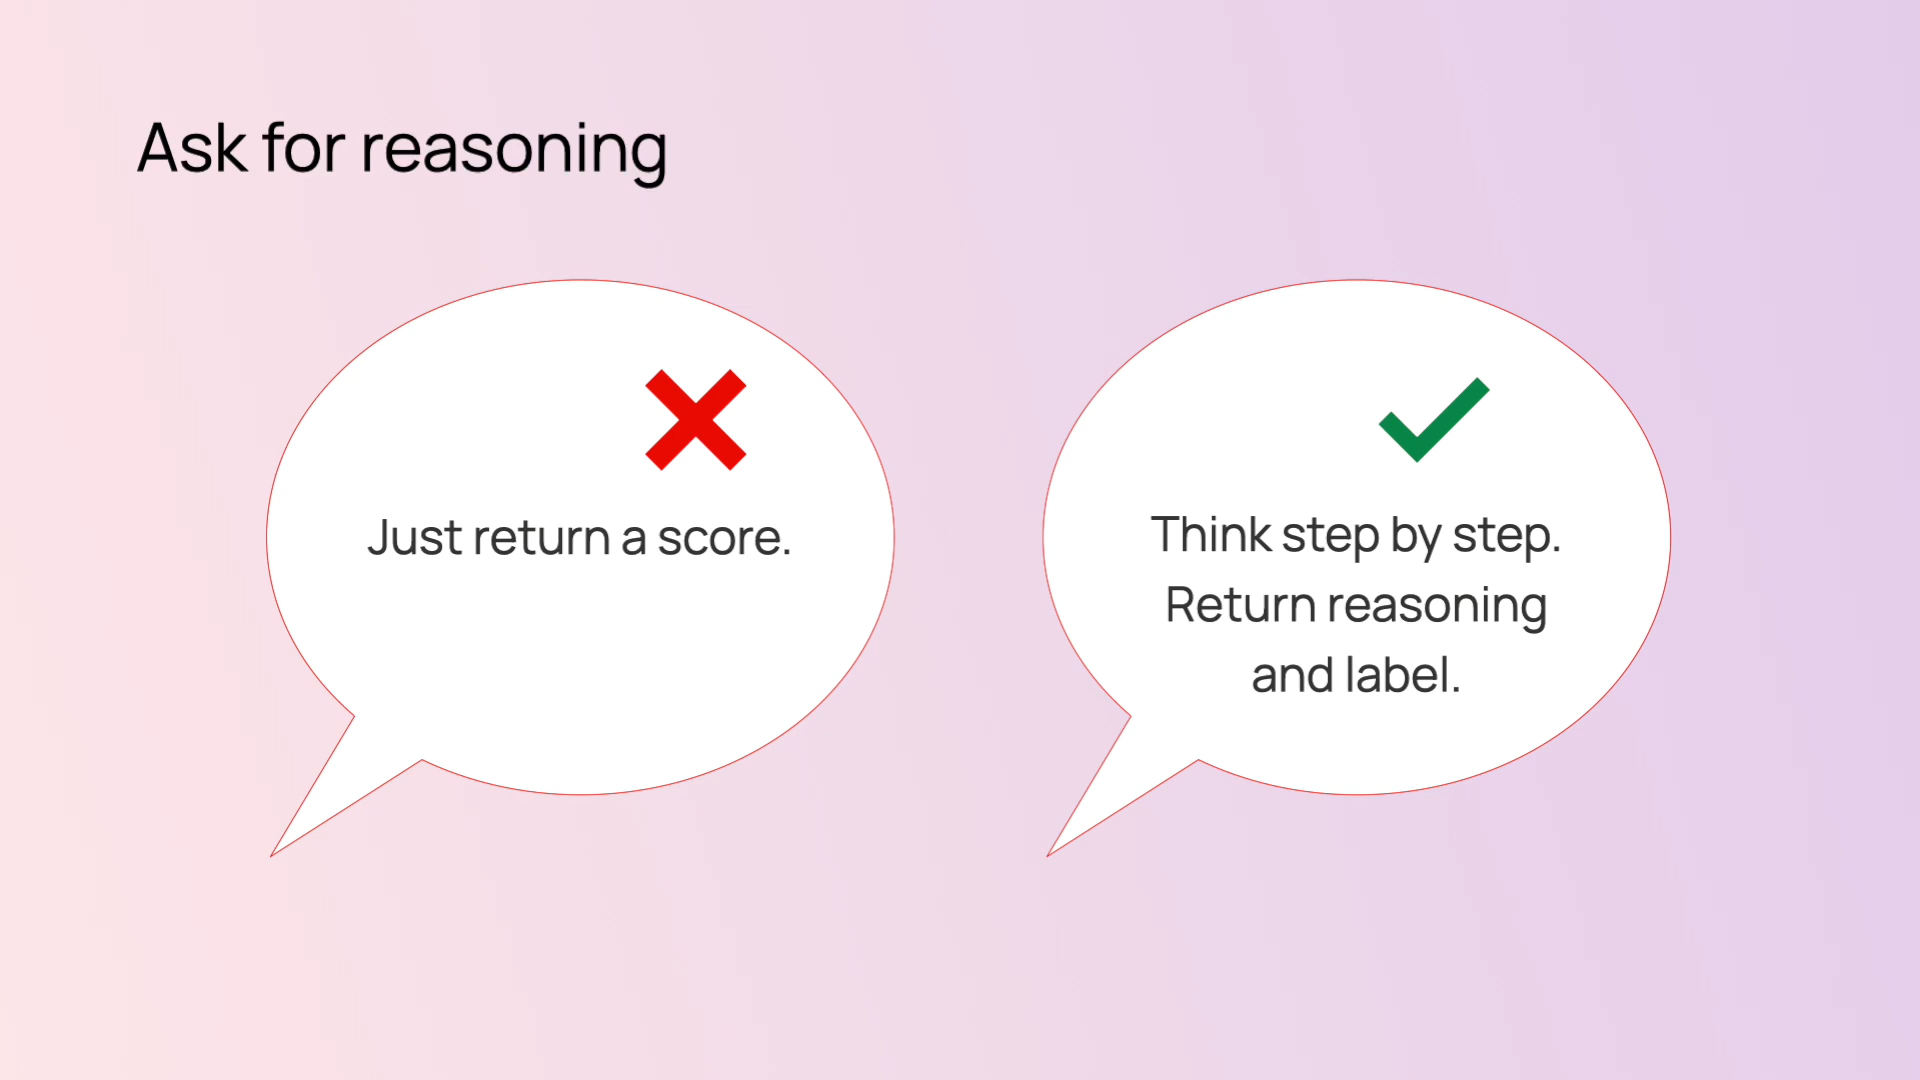 Ask for reasoning
Just return a score.
Think step by step.
Return reasoning
and label.